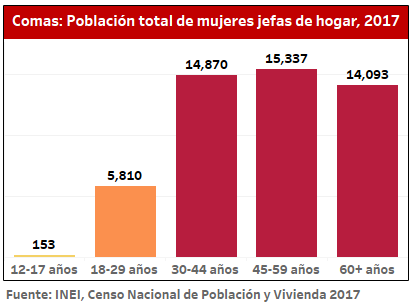 Comas: Población total de mujeres jefas de hogar, 2017
153
5,810
14,870
15,337
14,093
12-17 años
18-29 años
30-44 años
45-59 años
60+ años
Fuente: INEI, Censo Nacional de Población y Vivienda 2017